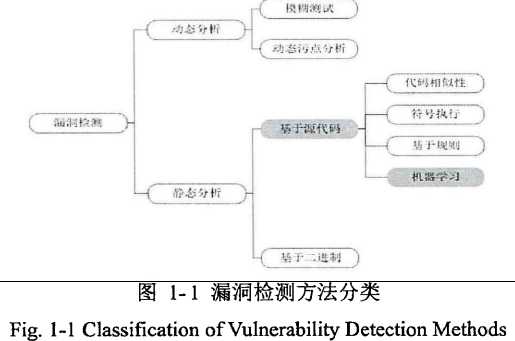 模糊测试
动态分析
动态污点分析
代码相似性
符号执行
漏洞检测
基于源代码
基于规则
机器学习
静态分析
基于二进制
图 1-1 漏洞检测方法分类
Fig. 1-1 Classification of Vulnerability Detection Methods